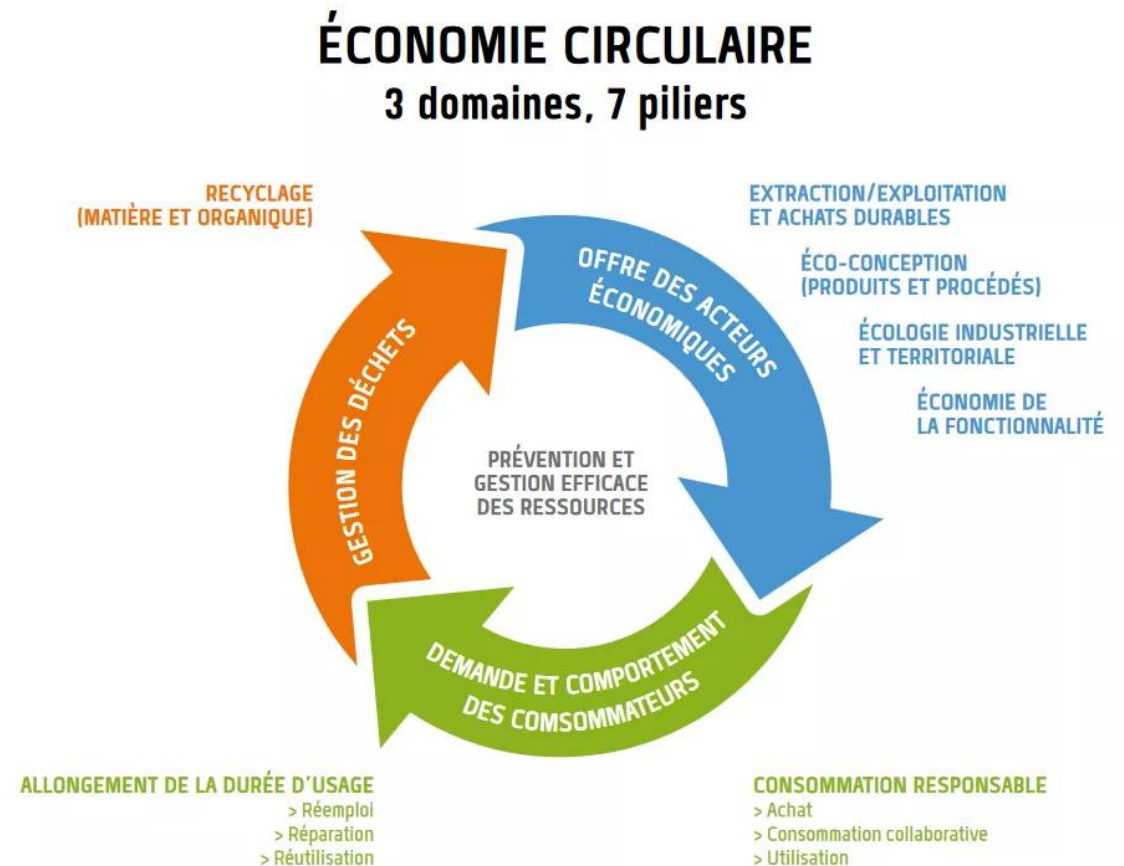 ÉCONOMIE CIRCULAIRE
3 domaines, 7 piliers
RECYCLAGE
(MATIÈRE ET ORGANIQUE)
EXTRACTION/EXPLOITATION
ET ACHATS DURABLES
ÉCO-CONCEPTION
(PRODUITS ET PROCÉDÉS)
ÉCOLOGIE INDUSTRIELLE
ET TERRITORIALE
ÉCONOMIE DE
LA FONCTIONNALITÉ
OFFRE DES ACTEURS
ÉCONOMIQUES
GESTION DES DÉCHETS
PRÉVENTION ET
GESTION EFFICACE
DES RESSOURCES
DEMANDE ET COMPORTEMENT
DES COMSOMMATEURS
ALLONGEMENT DE LA DURÉE D'USAGE
> Réemploi
> Réparation
> Réutilisation
CONSOMMATION RESPONSABLE
> Achat
> Consommation collaborative
> Utilisation